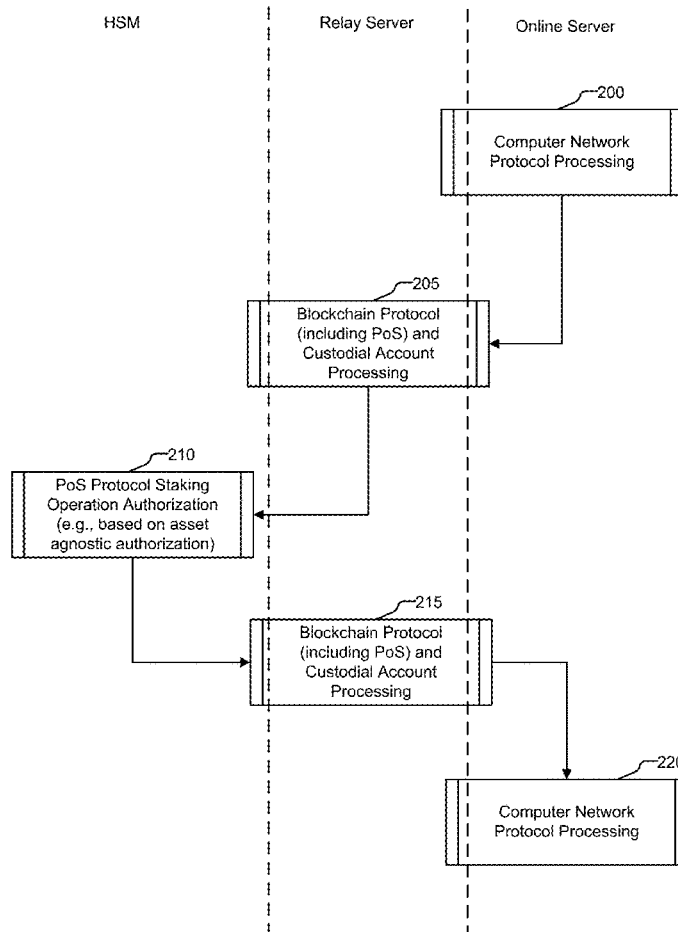 HSM
Relay Server
Online Server
200
Computer Network
Protocol Processing
205
Blockchain Protocol
(including PoS) and
Custodial Account
Processing
210
PoS Protocol Staking
Operation Authorization
(e.g., based on asset
agnostic authorization)
215
Blockchain Protocol
(including PoS) and
Custodial Account
Processing
220
Computer Network
Protocol Processing